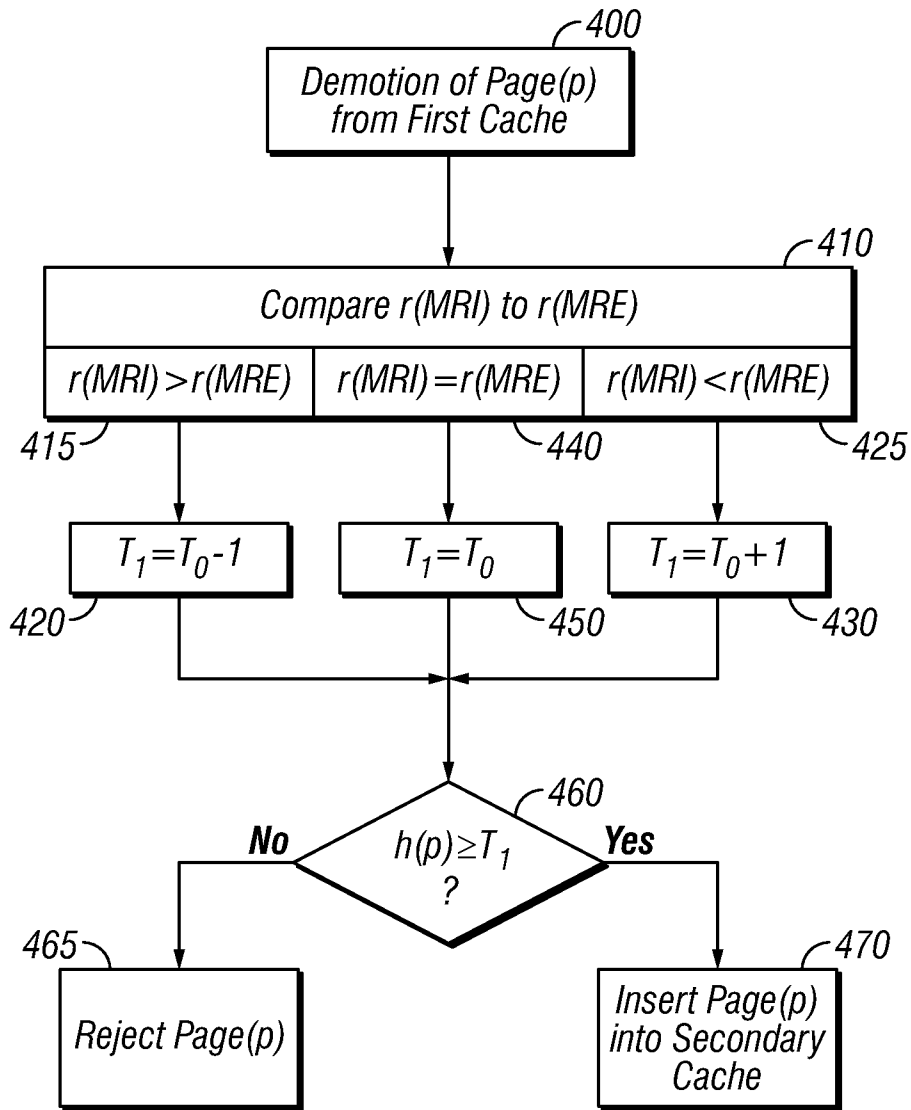 400
Demotion of Page(p)
from First Cache
410
Compare r(MRI) to r(MRE)
r(MRI)>r(MRE)
r(MRI)=r(MRE)
r(MRI)<r(MRE)
415
440
425
T₁=T₀-1
T₁=T₀
T₁=T₀+1
420
450
430
460
No
h(p)≥T₁
?
Yes
465
Reject Page(p)
470
Insert Page(p)
into Secondary
Cache